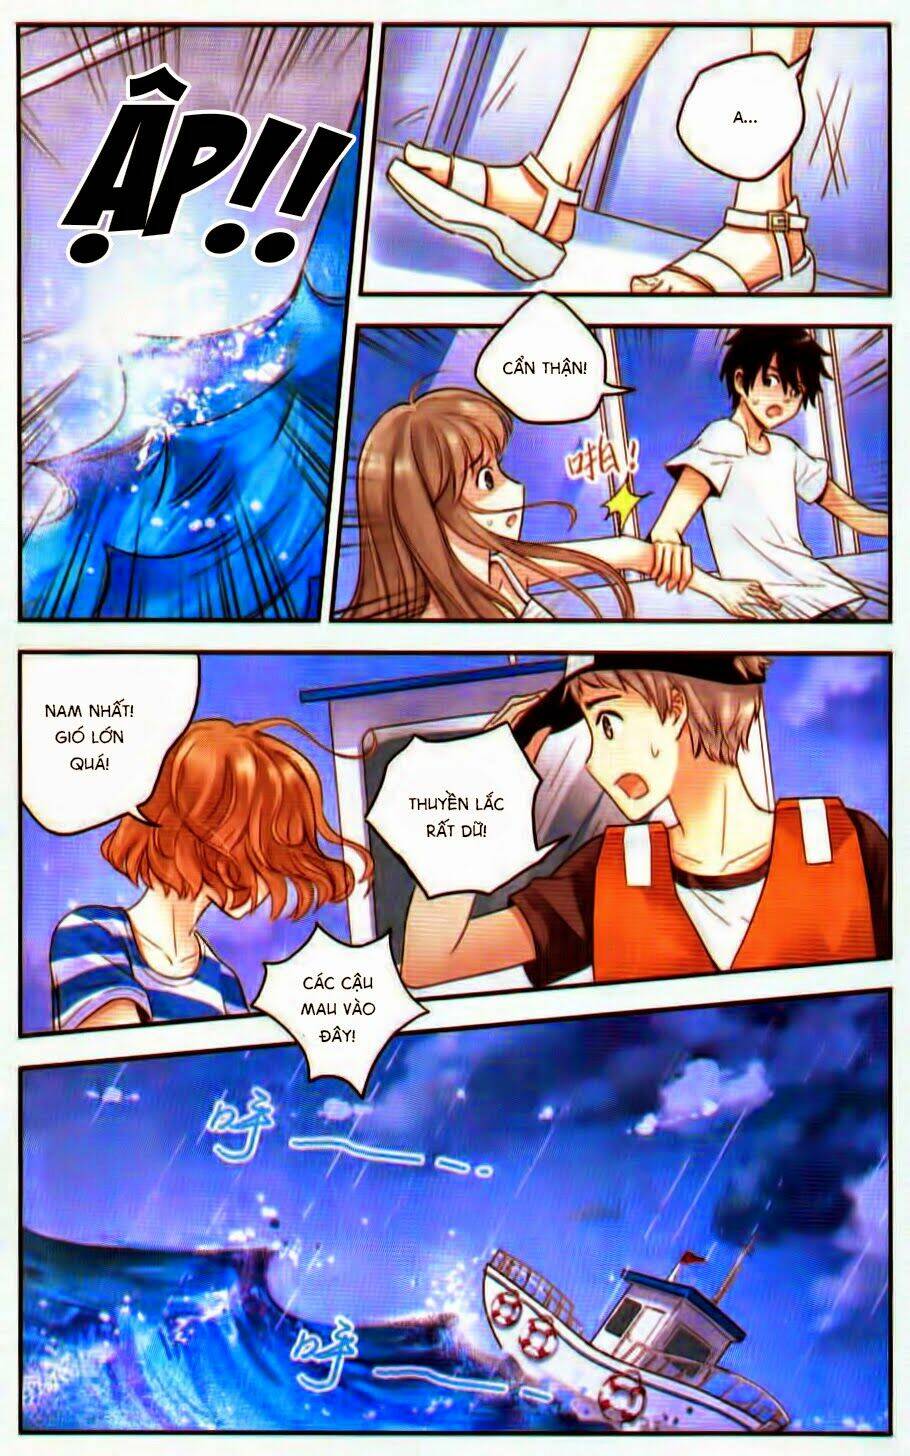 ẬP!!
A...
CẨN THẬN!
啪!
NAM NHẤT!
GIÓ LỚN
QUÁ!
THUYỀN LẮC
RẤT DỮ!
CÁC CẬU
MAU VÀO
ĐÂY!
呼——...
呼——...